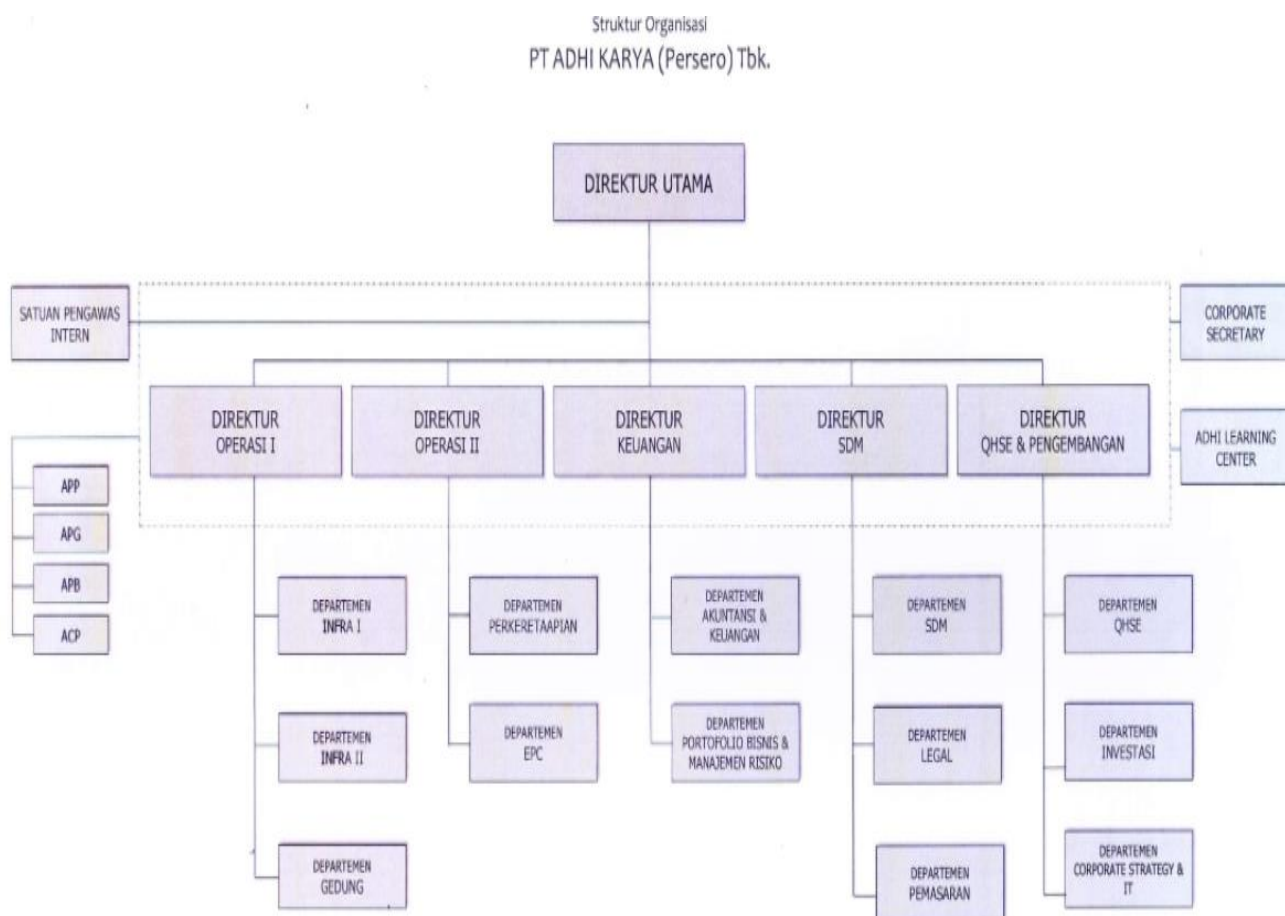 Struktur Organisasi
PT ADHI KARYA (Persero) Tbk.
DIREKTUR UTAMA
SATUAN PENGAWAS
INTERN
CORPORATE
SECRETARY
DIREKTUR
OPERASI I
DIREKTUR
OPERASI II
DIREKTUR
KEUANGAN
DIREKTUR
SDM
DIREKTUR
QHSE & PENGEMBANGAN
ADHI LEARNING
CENTER
APP
APG
APB
ACP
DEPARTEMEN
INFRA I
DEPARTEMEN
PERKERETAAPIAN
DEPARTEMEN
AKUNTANSI &
KEUANGAN
DEPARTEMEN
SDM
DEPARTEMEN
QHSE
DEPARTEMEN
INFRA II
DEPARTEMEN
EPC
DEPARTEMEN
PORTOFOLIO BISNIS &
MANAJEMEN RISIKO
DEPARTEMEN
LEGAL
DEPARTEMEN
INVESTASI
DEPARTEMEN
GEDUNG
DEPARTEMEN
PEMASARAN
DEPARTEMEN
CORPORATE STRATEGY &
IT